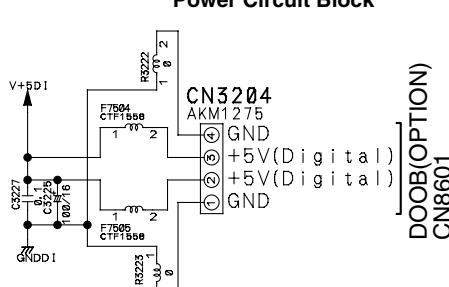 Power Circuit Block
2
R3222
0
1
V+5DI
F7504
CTF1558
1 2
CN3204
AKM1275
4 GND
3 +5V(Digital)
2 +5V(Digital)
1 GND
C3227
0.1
C3225
100/16
1 2
F7505
CTF1558
GNDDI
R3223
1
0
DOOB(OPTION)
CN8601